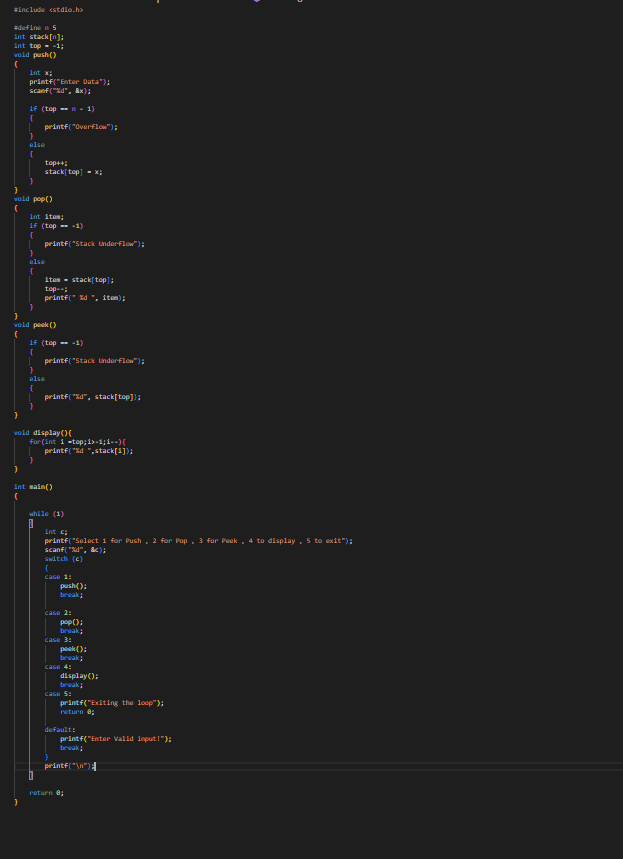 #include <stdio.h>
#define n 5
int stack[n];
int top = -1;
void push()
{
int x;
printf("Enter Data");
scanf("%d", &x);
if (top == n - 1)
{
printf("Overflow");
}
else
{
top++;
stack[top] = x;
}
}
void pop()
{
int item;
if (top == -1)
{
printf("Stack Underflow");
}
else
{
item = stack[top];
top--;
printf(" %d ", item);
}
}
void peek()
{
if (top == -1)
{
printf("Stack Underflow");
}
else
{
printf("%d", stack[top]);
}
}
void display(){
for(int i =top;i>-1;i--){
printf("%d ",stack[i]);
}
}
int main()
{
while (1)
{
int c;
printf("Select 1 for Push , 2 for Pop , 3 for Peek , 4 to display , 5 to exit");
scanf("%d", &c);
switch (c)
{
case 1:
push();
break;
case 2:
pop();
break;
case 3:
peek();
break;
case 4:
display();
break;
case 5:
printf("Exiting the loop");
return 0;
default:
printf("Enter Valid input!");
break;
}
printf("\n");
}
return 0;
}